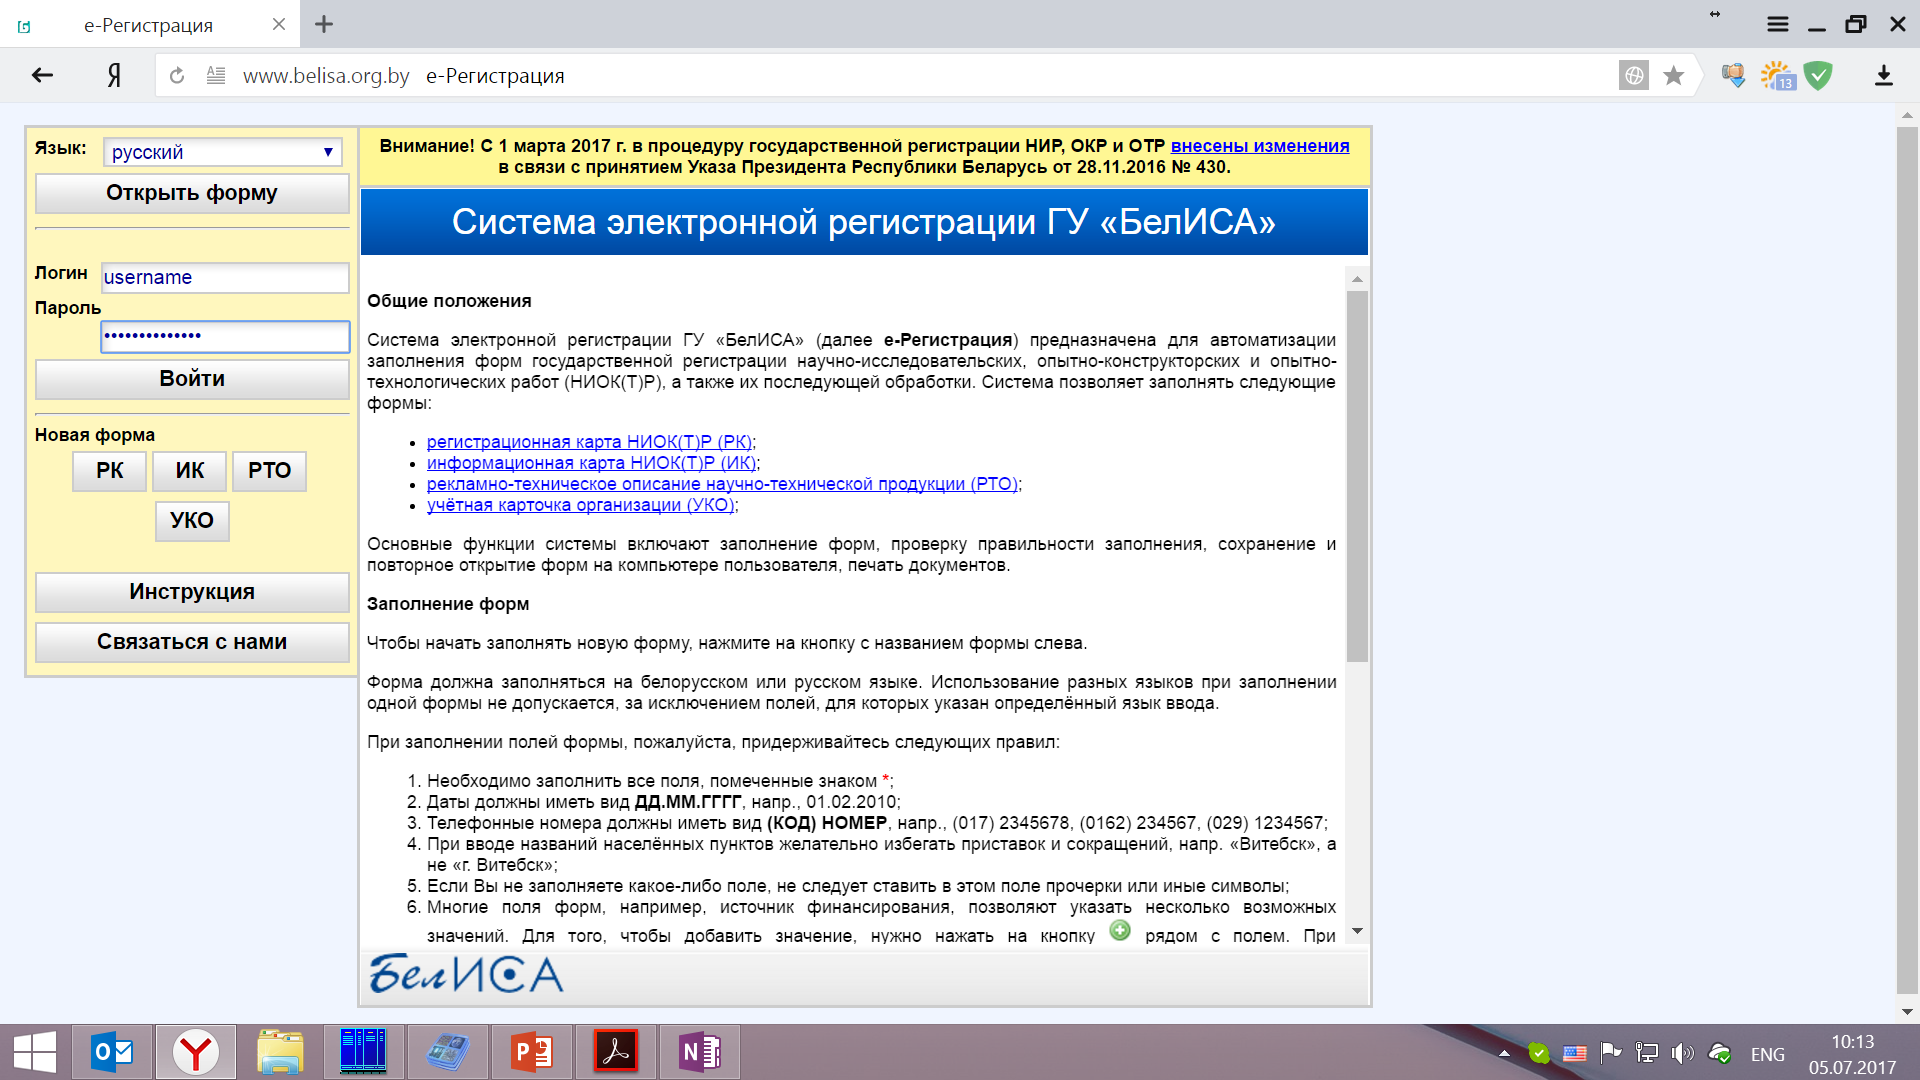 е-Регистрация
Я
www.belisa.org.by е-Регистрация
13
Язык:
русский
Открыть форму
Логин
username
Пароль
••••••••••••••
Войти
Новая форма
РК ИК РТО
УКО
Инструкция
Связаться с нами
Внимание! С 1 марта 2017 г. в процедуру государственной регистрации НИР, ОКР и ОТР внесены изменения
в связи с принятием Указа Президента Республики Беларусь от 28.11.2016 № 430.
Система электронной регистрации ГУ «БелИСА»
Общие положения
Система электронной регистрации ГУ «БелИСА» (далее е-Регистрация) предназначена для автоматизации
заполнения форм государственной регистрации научно-исследовательских, опытно-конструкторских и опытно-
технологических работ (НИОК(Т)Р), а также их последующей обработки. Система позволяет заполнять следующие
формы:
• регистрационная карта НИОК(Т)Р (РК);
• информационная карта НИОК(Т)Р (ИК);
• рекламно-техническое описание научно-технической продукции (РТО);
• учётная карточка организации (УКО);
Основные функции системы включают заполнение форм, проверку правильности заполнения, сохранение и
повторное открытие форм на компьютере пользователя, печать документов.
Заполнение форм
Чтобы начать заполнять новую форму, нажмите на кнопку с названием формы слева.
Форма должна заполняться на белорусском или русском языке. Использование разных языков при заполнении
одной формы не допускается, за исключением полей, для которых указан определённый язык ввода.
При заполнении полей формы, пожалуйста, придерживайтесь следующих правил:
1. Необходимо заполнить все поля, помеченные знаком *;
2. Даты должны иметь вид ДД.ММ.ГГГГ, напр., 01.02.2010;
3. Телефонные номера должны иметь вид (КОД) НОМЕР, напр., (017) 2345678, (0162) 234567, (029) 1234567;
4. При вводе названий населённых пунктов желательно избегать приставок и сокращений, напр. «Витебск», а
не «г. Витебск»;
5. Если Вы не заполняете какое-либо поле, не следует ставить в этом поле прочерки или иные символы;
6. Многие поля форм, например, источник финансирования, позволяют указать несколько возможных
значений. Для того, чтобы добавить значение, нужно нажать на кнопку рядом с полем. При
БелИСА
ENG
10:13
05.07.2017